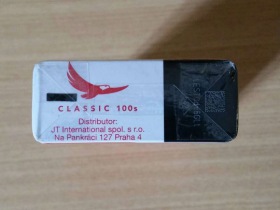 CLASSIC 100s
Distributor:
JT International spol. s r.o.
Na Pankráci 127 Praha 4